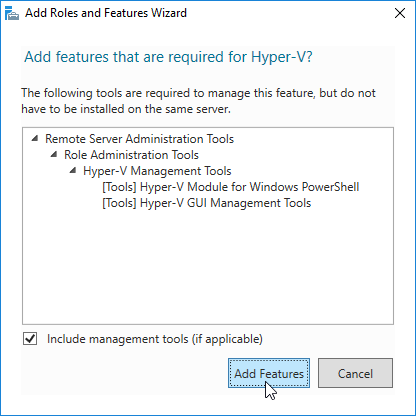 Add Roles and Features Wizard
Add features that are required for Hyper-V?
The following tools are required to manage this feature, but do not
have to be installed on the same server.
Remote Server Administration Tools
Role Administration Tools
Hyper-V Management Tools
[Tools] Hyper-V Module for Windows PowerShell
[Tools] Hyper-V GUI Management Tools
Include management tools (if applicable)
Add Features
Cancel